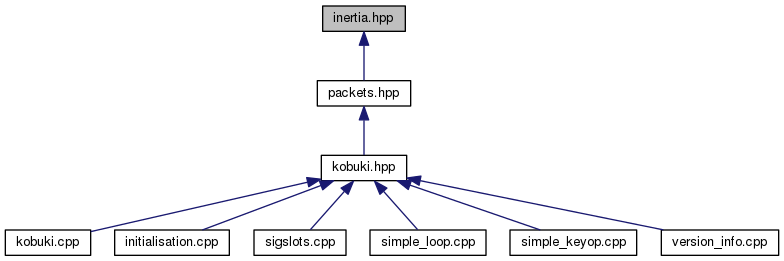 inertia.hpp
packets.hpp
kobuki.hpp
kobuki.cpp
initialisation.cpp
sigslots.cpp
simple_loop.cpp
simple_keyop.cpp
version_info.cpp